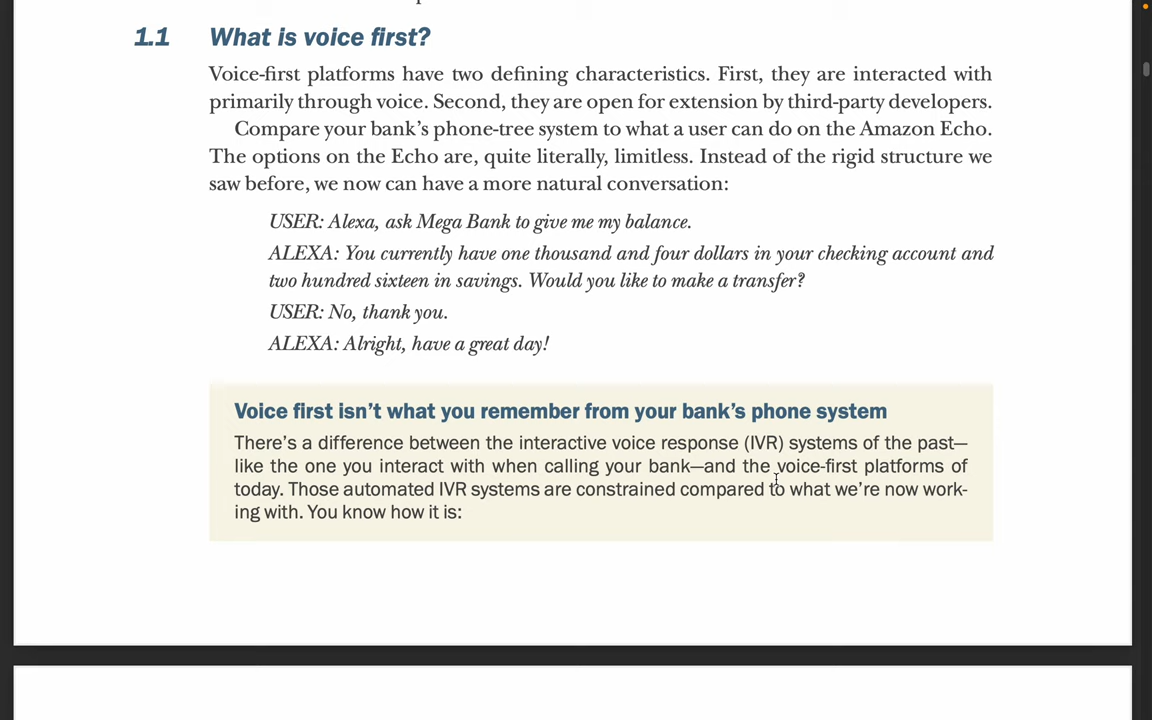 1.1 What is voice first?
Voice-first platforms have two defining characteristics. First, they are interacted with
primarily through voice. Second, they are open for extension by third-party developers.
Compare your bank's phone-tree system to what a user can do on the Amazon Echo.
The options on the Echo are, quite literally, limitless. Instead of the rigid structure we
saw before, we now can have a more natural conversation:
USER: Alexa, ask Mega Bank to give me my balance.
ALEXA: You currently have one thousand and four dollars in your checking account and
two hundred sixteen in savings. Would you like to make a transfer?
USER: No, thank you.
ALEXA: Alright, have a great day!
Voice first isn't what you remember from your bank's phone system
There's a difference between the interactive voice response (IVR) systems of the past—
like the one you interact with when calling your bank—and the voice-first platforms of
today. Those automated IVR systems are constrained compared to what we're now work-
ing with. You know how it is: